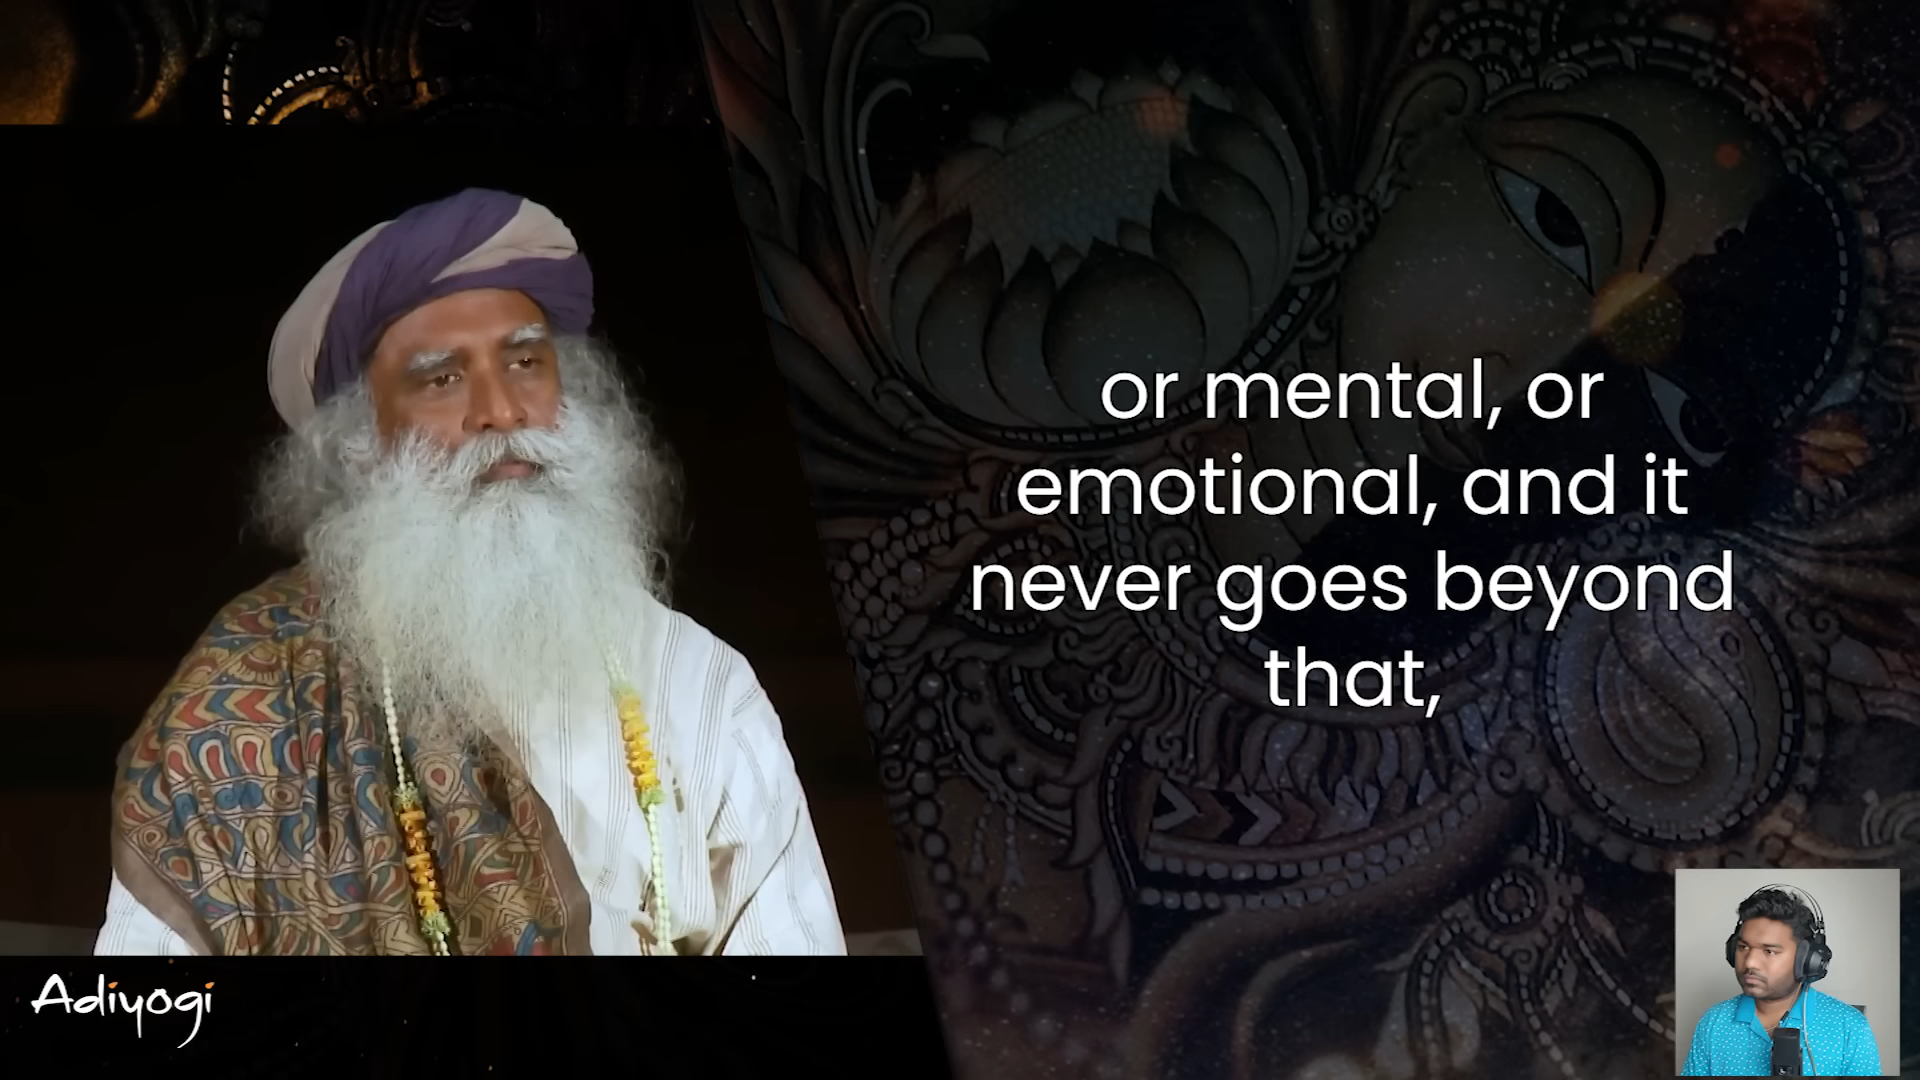 or mental, or
emotional, and it
never goes beyond
that,
Adiyogi